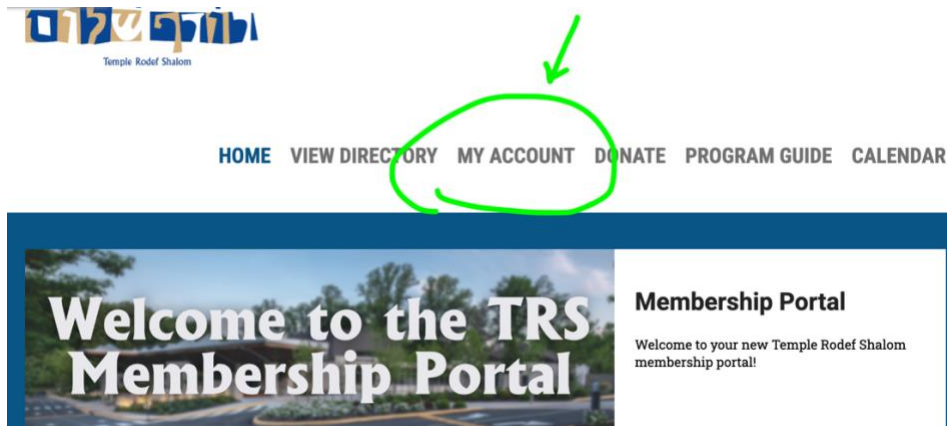 Temple Rodef Shalom
HOME VIEW DIRECTORY MY ACCOUNT DONATE PROGRAM GUIDE CALENDAR
Welcome to the TRS
Membership Portal
Membership Portal
Welcome to your new Temple Rodef Shalom
membership portal!